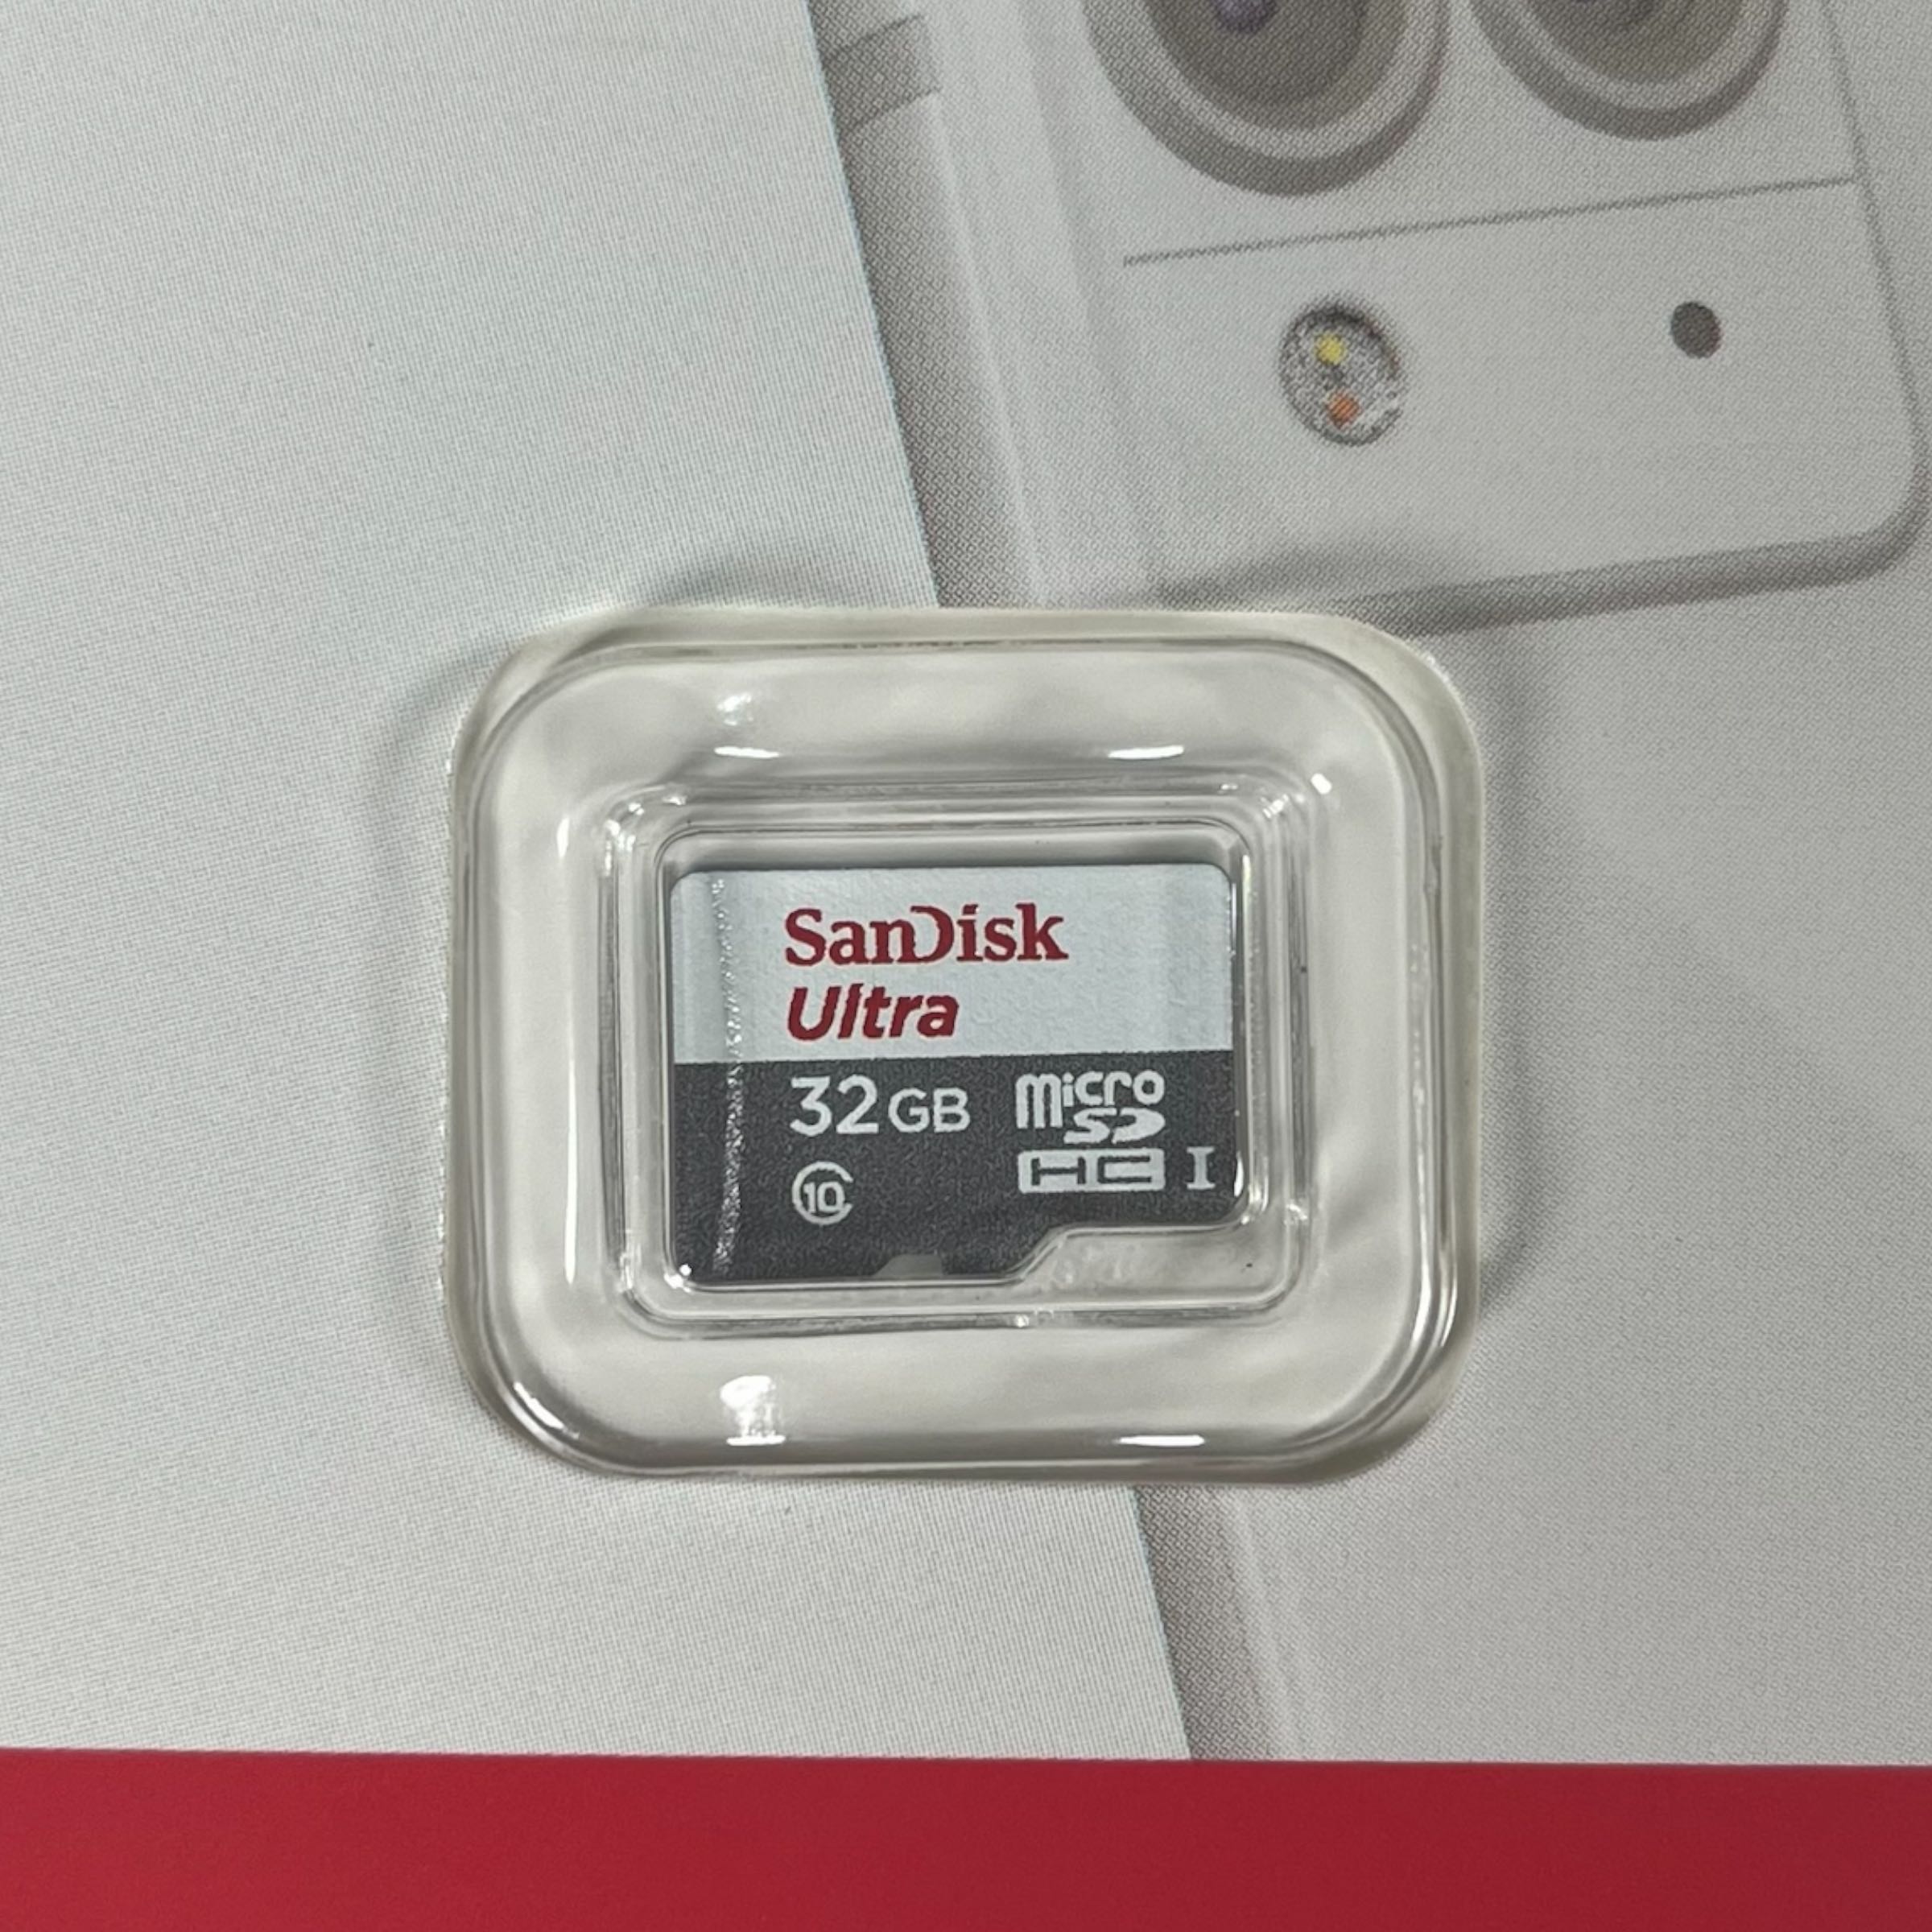 SanDisk
Ultra
32GB micro
SD
10 HC I